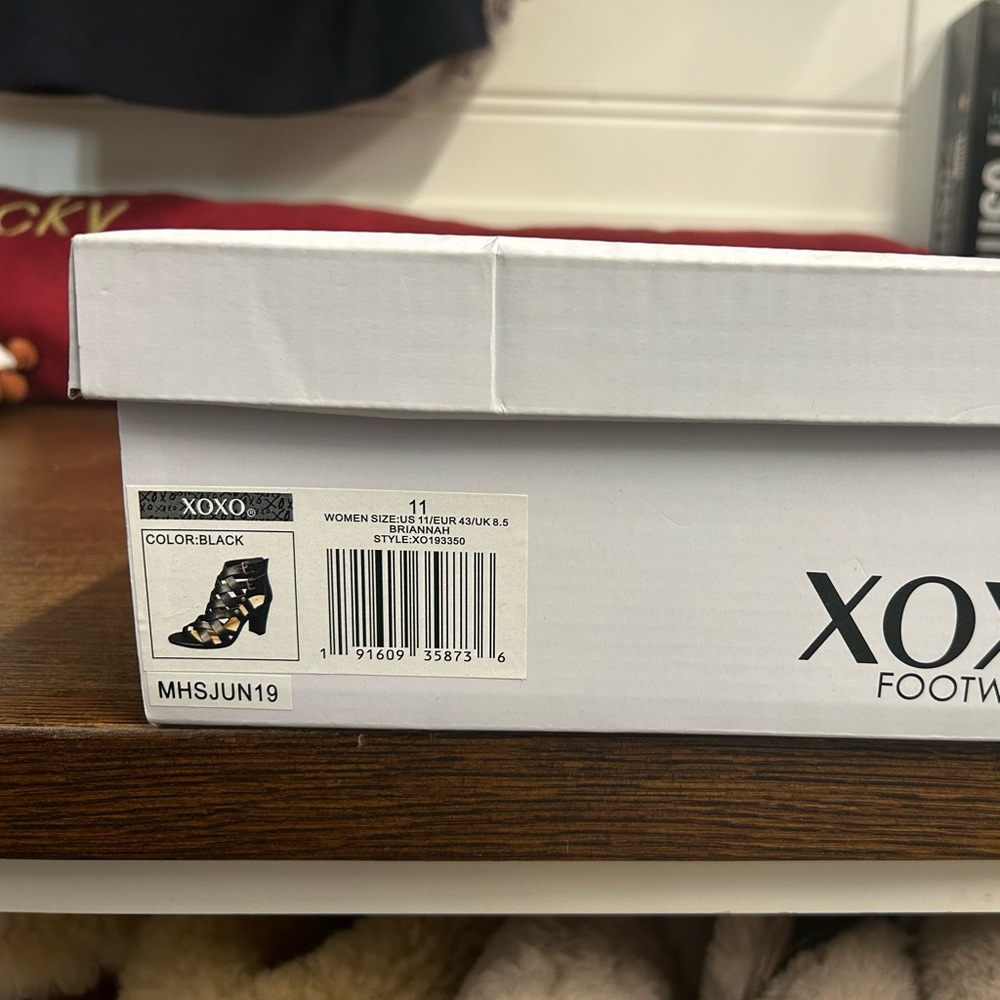 CKY
XOXO®
COLOR:BLACK
11
WOMEN SIZE:US 11/EUR 43/UK 8.5
BRIANNAH
STYLE:XO193350
1 91609 35873 6
MHSJUN19
XOX
FOOTW